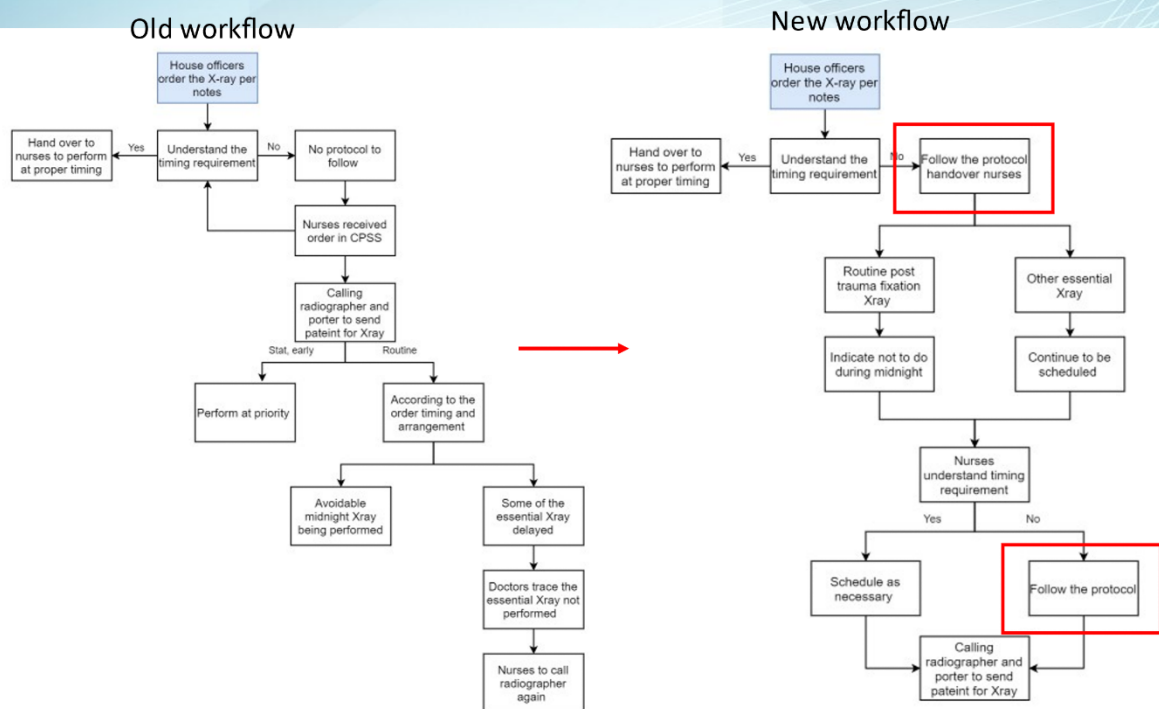 Old workflow
House officers
order the X-ray per
notes
Hand over to
nurses to perform
at proper timing
Yes
Understand the
timing requirement
No
No protocol to
follow
Nurses received
order in CPSS
Calling
radiographer and
porter to send
pateint for Xray
Stat, early
Routine
Perform at priority
According to the
order timing and
arrangement
Avoidable
midnight Xray
being performed
Some of the
essential Xray
delayed
Doctors trace the
essential Xray not
performed
Nurses to call
radiographer
again
New workflow
House officers
order the X-ray per
notes
Hand over to
nurses to perform
at proper timing
Yes
Understand the
timing requirement
No
Follow the protocol
handover nurses
Routine post
trauma fixation
Xray
Other essential
Xray
Indicate not to do
during midnight
Continue to be
scheduled
Nurses
understand timing
requirement
Yes
No
Schedule as
necessary
Follow the protocol
Calling
radiographer and
porter to send
pateint for Xray